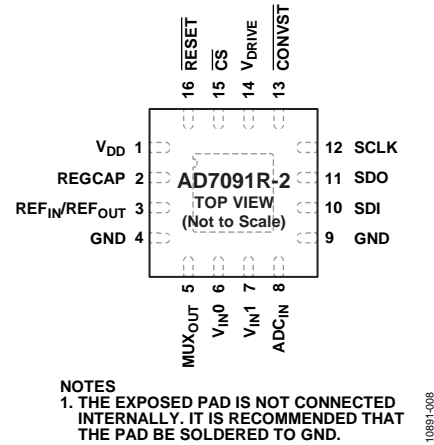 16 RESET
15 CS
14 VDRIVE
13 CONVST
VDD 1
REGCAP 2
REFIN/REFOUT 3
GND 4
AD7091R-2
TOP VIEW
(Not to Scale)
12 SCLK
11 SDO
10 SDI
9 GND
MUXOUT 5
VIN0 6
VIN1 7
ADCIN 8
NOTES
1. THE EXPOSED PAD IS NOT CONNECTED
INTERNALLY. IT IS RECOMMENDED THAT
THE PAD BE SOLDERED TO GND.
10891-008